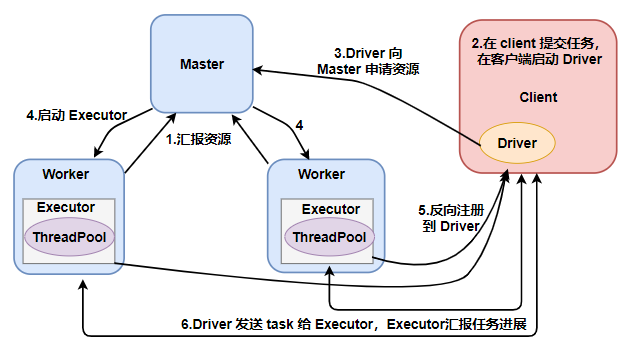 2.在 client 提交任务，
在客户端启动 Driver
3.Driver 向
Master 申请资源
Master
Client
4.启动 Executor
4
1.汇报资源
Driver
Worker
Worker
Executor
ThreadPool
Executor
ThreadPool
5.反向注册
到 Driver
6.Driver 发送 task 给 Executor，Executor汇报任务进展